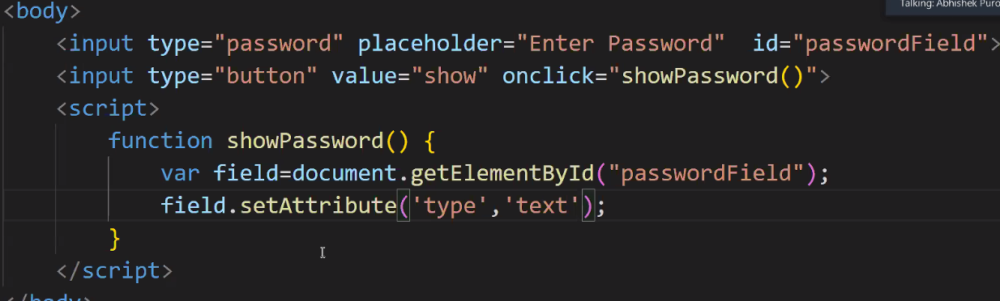 Talking: Abhishek Puro
<body>
<input type="password" placeholder="Enter Password"  id="passwordField">
<input type="button" value="show" onclick="showPassword()">
<script>
function showPassword() {
var field=document.getElementById("passwordField");
field.setAttribute('type','text');
}
</script>
</body>